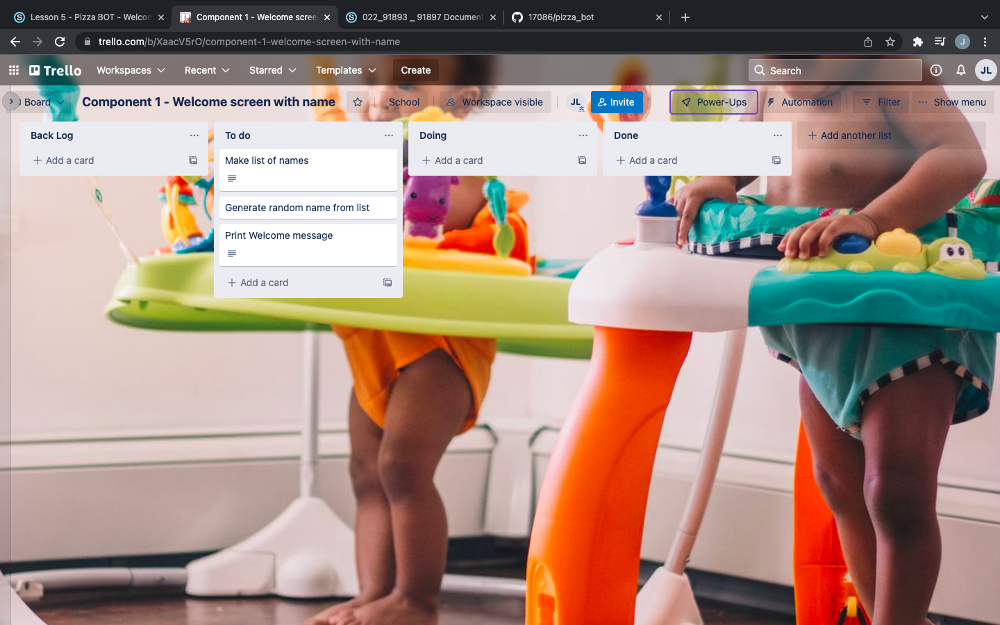 Lesson 5 - Pizza BOT - Welcom
Component 1 - Welcome scree
022_91893 _ 91897 Document
17086/pizza_bot
trello.com/b/XaacV5rO/component-1-welcome-screen-with-name
J
Trello
Workspaces
Recent
Starred
Templates
Create
Search
JL
Board
Component 1 - Welcome screen with name
School
Workspace visible
JL
Invite
Power-Ups
Automation
Filter
Show menu
Back Log
Add a card
To do
Make list of names
Generate random name from list
Print Welcome message
Add a card
Doing
Add a card
Done
Add a card
Add another list